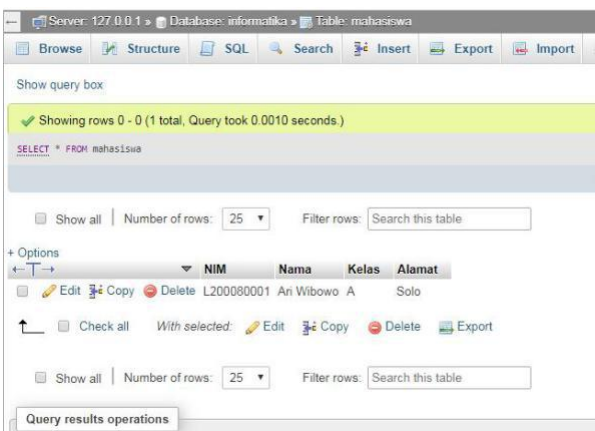 Server: 127.0.0.1 » Database: informatika » Table: mahasiswa
Browse Structure SQL Search Insert Export Import
Show query box
Showing rows 0 - 0 (1 total, Query took 0.0010 seconds.)
SELECT * FROM mahasiswa
Show all | Number of rows: 25 Filter rows: Search this table
+ Options
←T→ NIM Nama Kelas Alamat
Edit Copy Delete L200080001 Ari Wibowo A Solo
Check all With selected: Edit Copy Delete Export
Show all | Number of rows: 25 Filter rows: Search this table
Query results operations